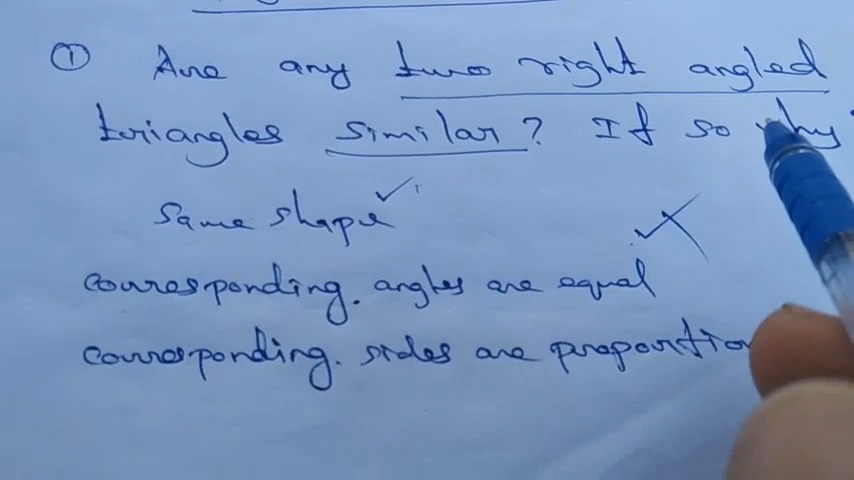 ① Are any two right angled
triangles similar? If so why
same shape
corresponding. angles are equal
corresponding. sides are proportion